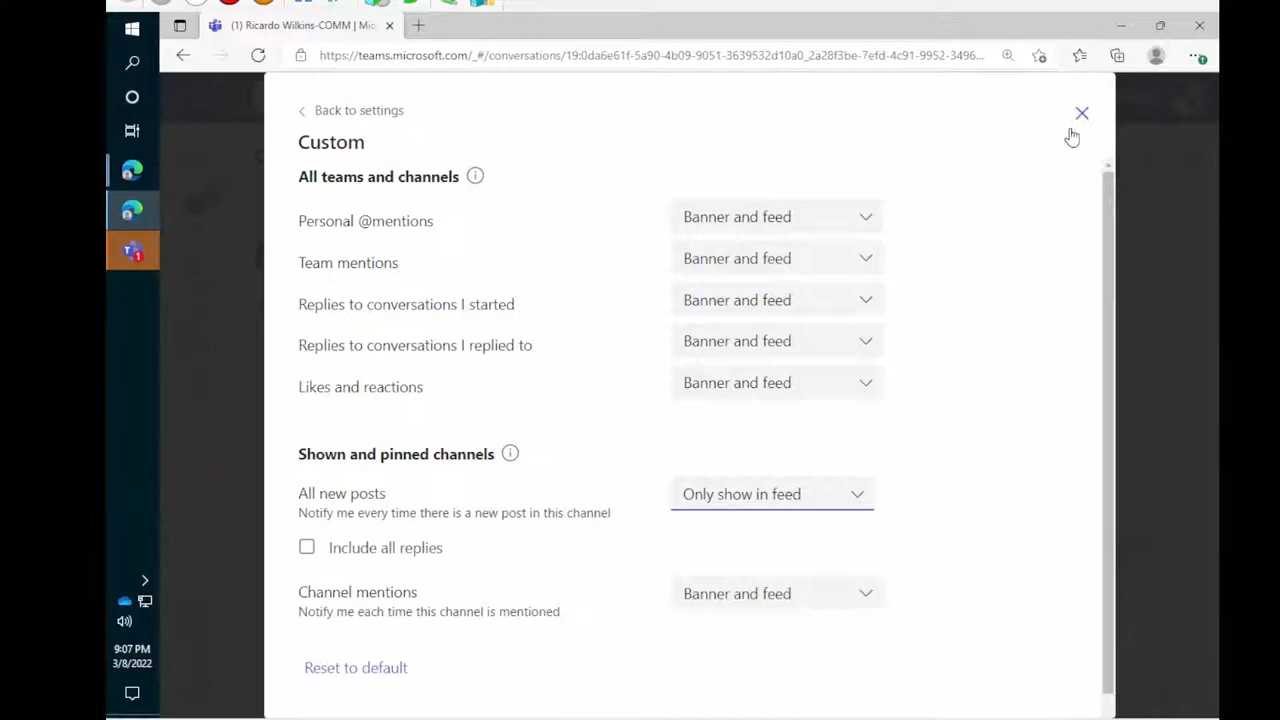 (1) Ricardo Wilkins-COMM | Mic
https://teams.microsoft.com/_#/conversations/19:0da6e61f-5a90-4b09-9051-3639532d10a0_2a28f3be-7efd-4c91-9952-3496...
Back to settings
Custom
All teams and channels
Personal @mentions
Banner and feed
Team mentions
Banner and feed
Replies to conversations I started
Banner and feed
Replies to conversations I replied to
Banner and feed
Likes and reactions
Banner and feed
Shown and pinned channels
All new posts
Only show in feed
Notify me every time there is a new post in this channel
Include all replies
Channel mentions
Banner and feed
Notify me each time this channel is mentioned
Reset to default
T 1
9:07 PM
3/8/2022